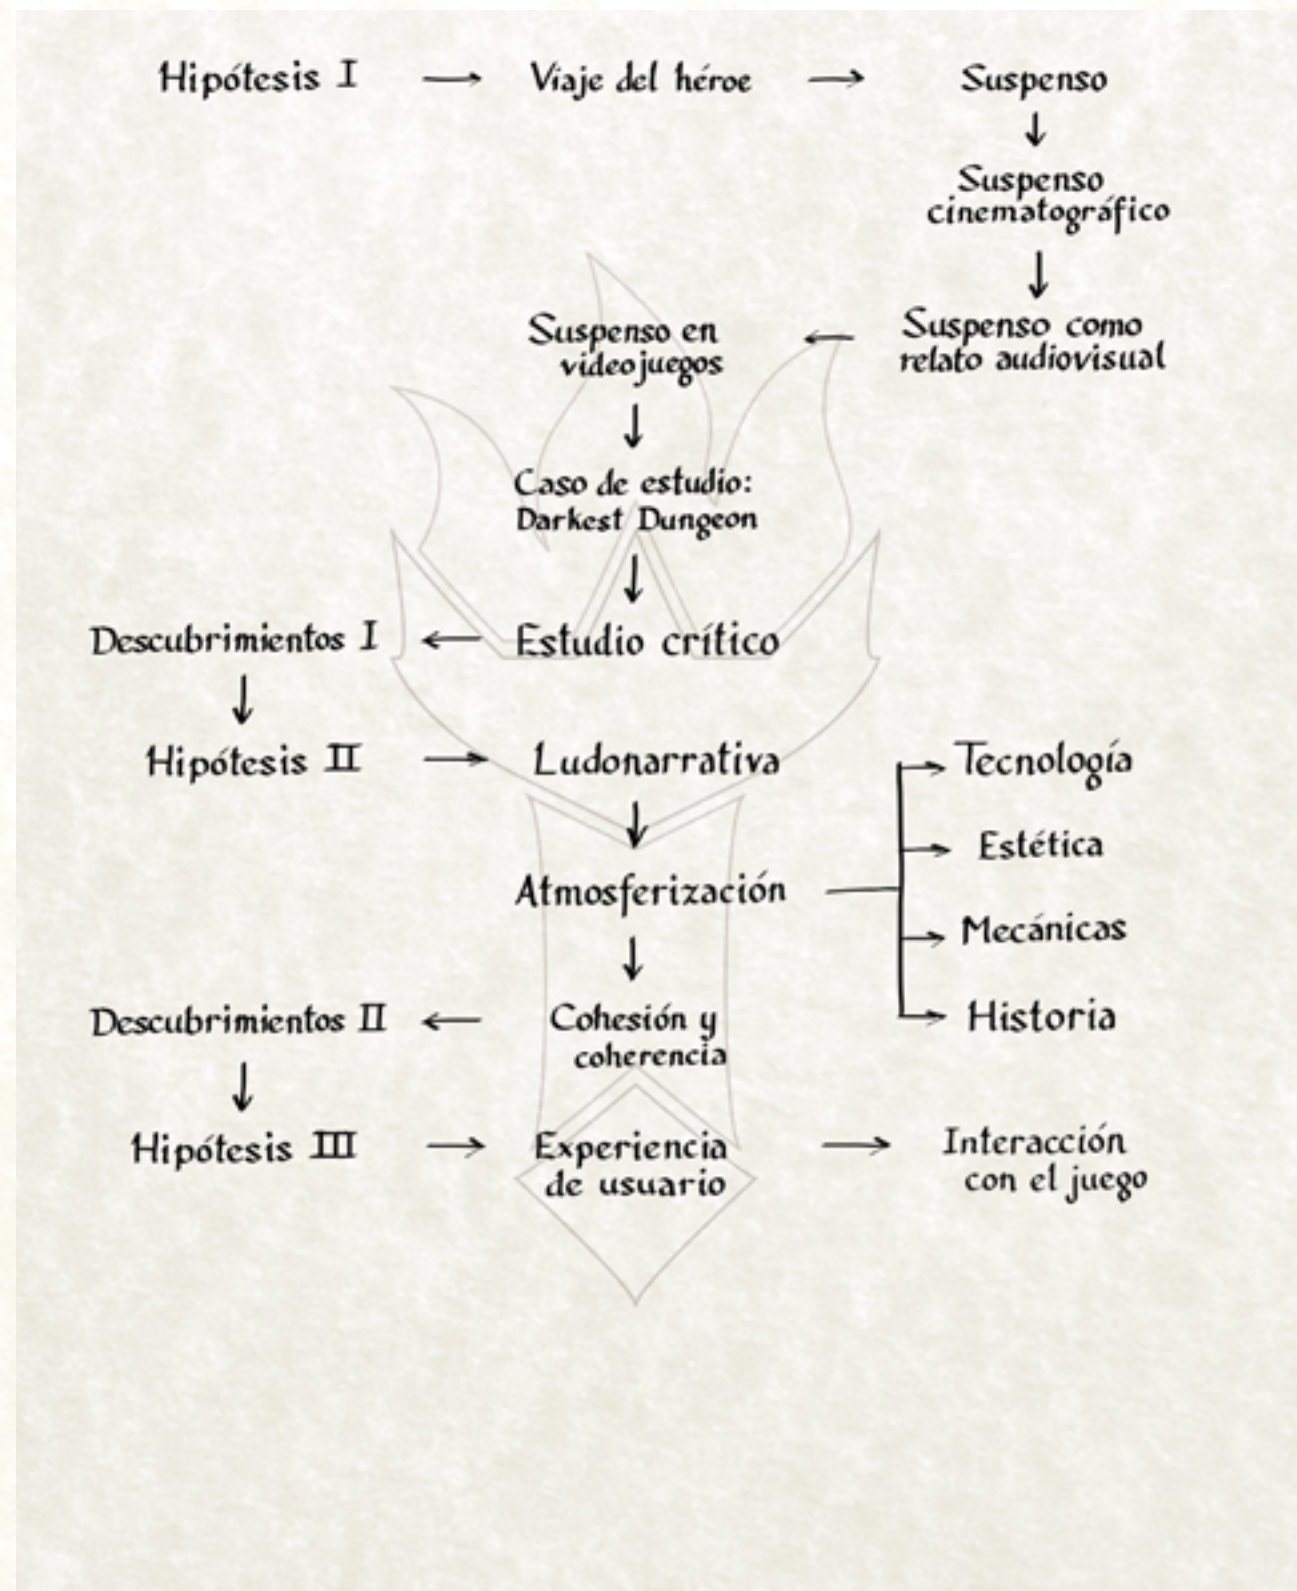 Hipótesis I → Viaje del héroe → Suspenso
↓
Suspenso
cinematográfico
↓
Suspenso en
videojuegos
←
Suspenso como
relato audiovisual
↓
Caso de estudio:
Darkest Dungeon
↓
Descubrimientos I ← Estudio crítico
↓
Hipótesis II → Ludonarrativa
↓
Atmosferización
→ Tecnología
→ Estética
→ Mecánicas
→ Historia
↓
Descubrimientos II ← Cohesión y
coherencia
↓
Hipótesis III → Experiencia
de usuario
→
Interacción
con el juego